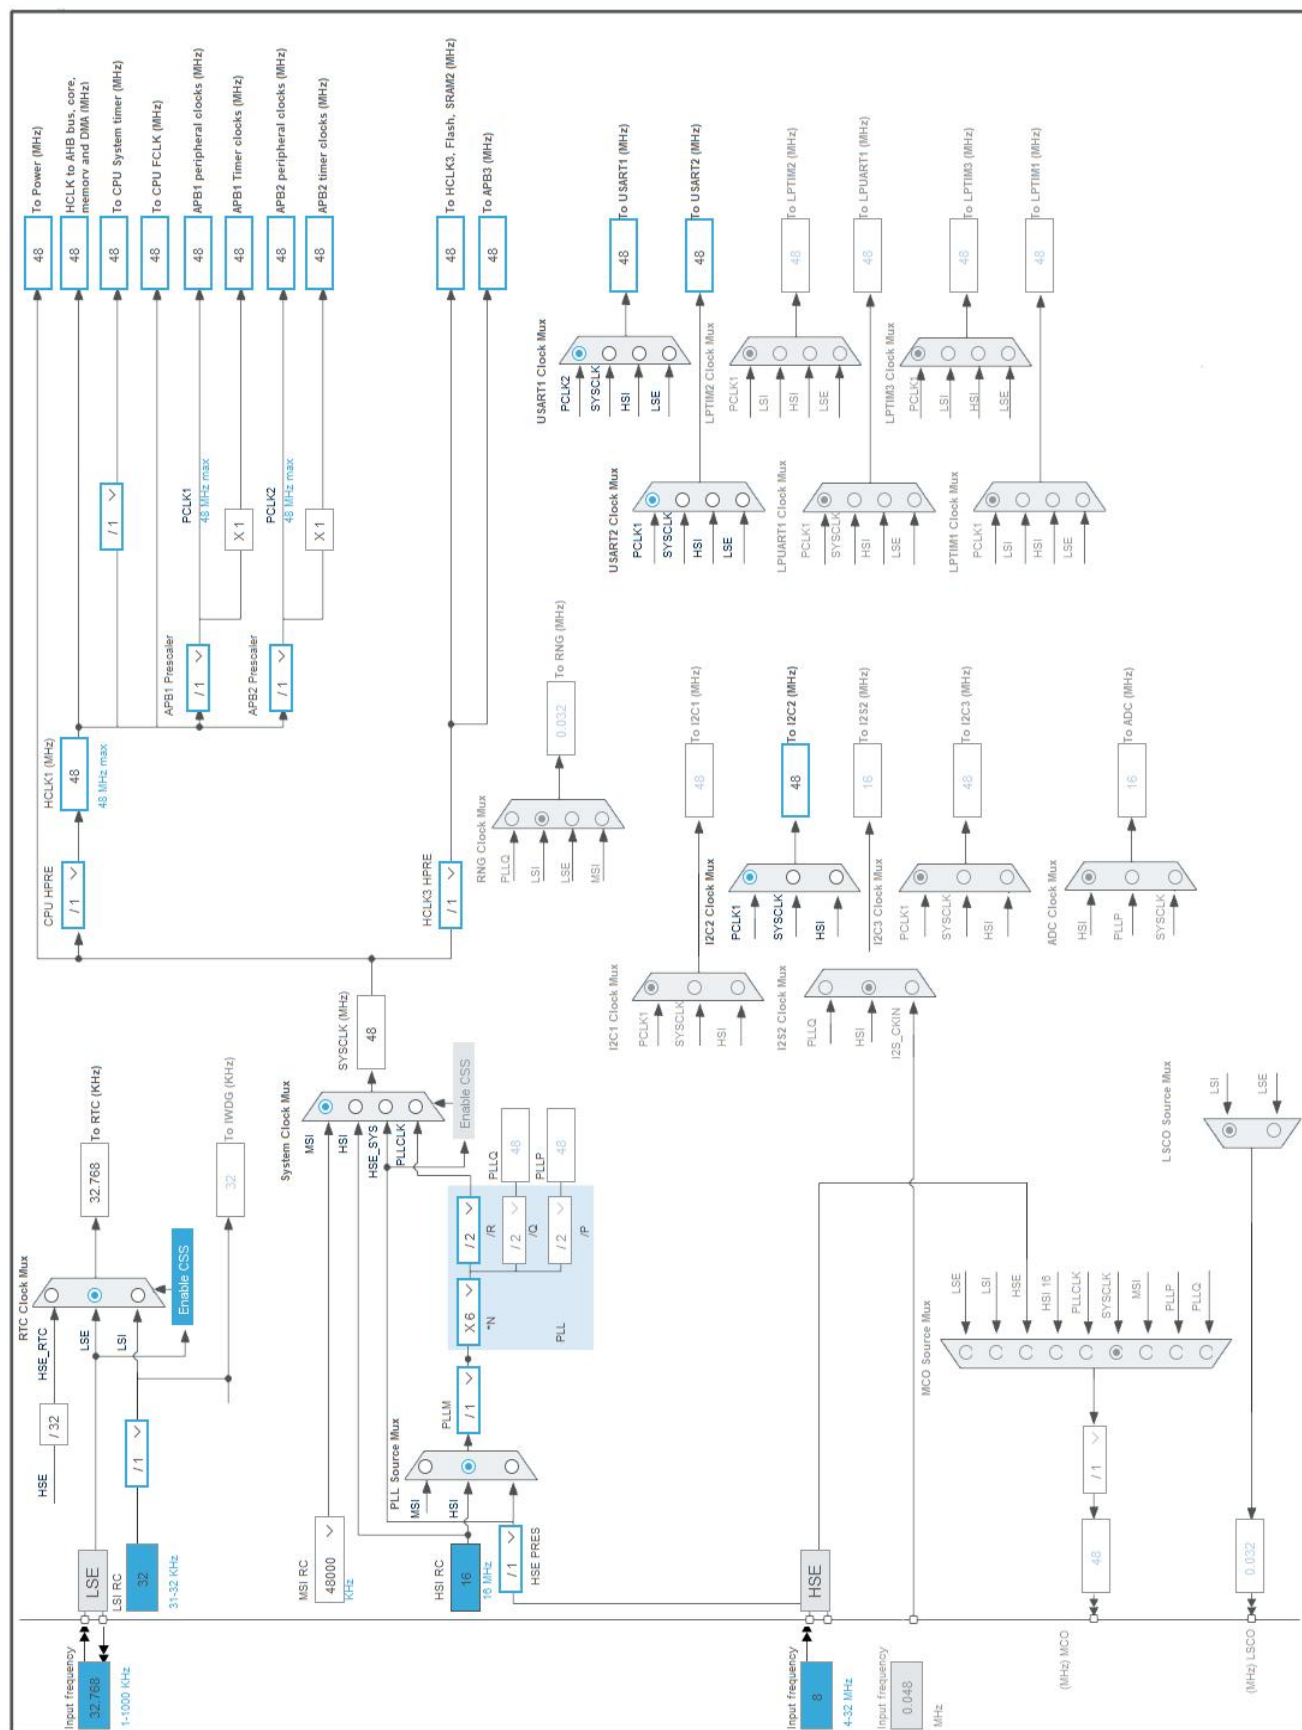 Input frequency
32.768
1-1000 KHz
LSE
LSI RC
32
31-32 KHz
HSE
/ 32
HSE_RTC
/ 1
LSE
LSI
RTC Clock Mux
Enable CSS
32.768
To RTC (KHz)
32
To IWDG (KHz)
MSI RC
48000
KHz
HSI RC
16
16 MHz
/ 1
HSE PRES
PLL Source Mux
MSI
HSI
PLLM
/ 1
X 6
*N
PLL
/ 2
/R
/ 2
/Q
/ 2
/P
PLLQ
48
PLLP
48
System Clock Mux
MSI
HSI
HSE_SYS
PLLCLK
Enable CSS
SYSCLK (MHz)
48
CPU HPRE
/ 1
HCLK1 (MHz)
48
48 MHz max
HCLK3 HPRE
/ 1
/ 1
APB1 Prescaler
/ 1
PCLK1
48 MHz max
X 1
APB2 Prescaler
/ 1
PCLK2
48 MHz max
X 1
48
To Power (MHz)
48
HCLK to AHB bus, core,
memory and DMA (MHz)
48
To CPU System timer (MHz)
48
To CPU FCLK (MHz)
48
APB1 peripheral clocks (MHz)
48
APB1 Timer clocks (MHz)
48
APB2 peripheral clocks (MHz)
48
APB2 timer clocks (MHz)
48
To HCLK3, Flash, SRAM2 (MHz)
48
To APB3 (MHz)
RNG Clock Mux
PLLQ
LSI
LSE
MSI
0.032
To RNG (MHz)
USART1 Clock Mux
PCLK2
SYSCLK
HSI
LSE
48
To USART1 (MHz)
USART2 Clock Mux
PCLK1
SYSCLK
HSI
LSE
48
To USART2 (MHz)
LPTIM2 Clock Mux
PCLK1
LSI
HSI
LSE
48
To LPTIM2 (MHz)
LPUART1 Clock Mux
PCLK1
SYSCLK
HSI
LSE
48
To LPUART1 (MHz)
LPTIM3 Clock Mux
PCLK1
LSI
HSI
LSE
48
To LPTIM3 (MHz)
LPTIM1 Clock Mux
PCLK1
LSI
HSI
LSE
48
To LPTIM1 (MHz)
I2C1 Clock Mux
PCLK1
SYSCLK
HSI
48
To I2C1 (MHz)
I2C2 Clock Mux
PCLK1
SYSCLK
HSI
48
To I2C2 (MHz)
I2S2 Clock Mux
PLLQ
HSI
I2S_CKIN
16
To I2S2 (MHz)
I2C3 Clock Mux
PCLK1
SYSCLK
HSI
48
To I2C3 (MHz)
ADC Clock Mux
HSI
PLLP
SYSCLK
16
To ADC (MHz)
Input frequency
8
4-32 MHz
HSE
Input frequency
0.048
MHz
MCO Source Mux
LSE
LSI
HSE
HSI 16
PLLCLK
SYSCLK
MSI
PLLP
PLLQ
/ 1
48
(MHz) MCO
LSCO Source Mux
LSI
LSE
0.032
(MHz) LSCO